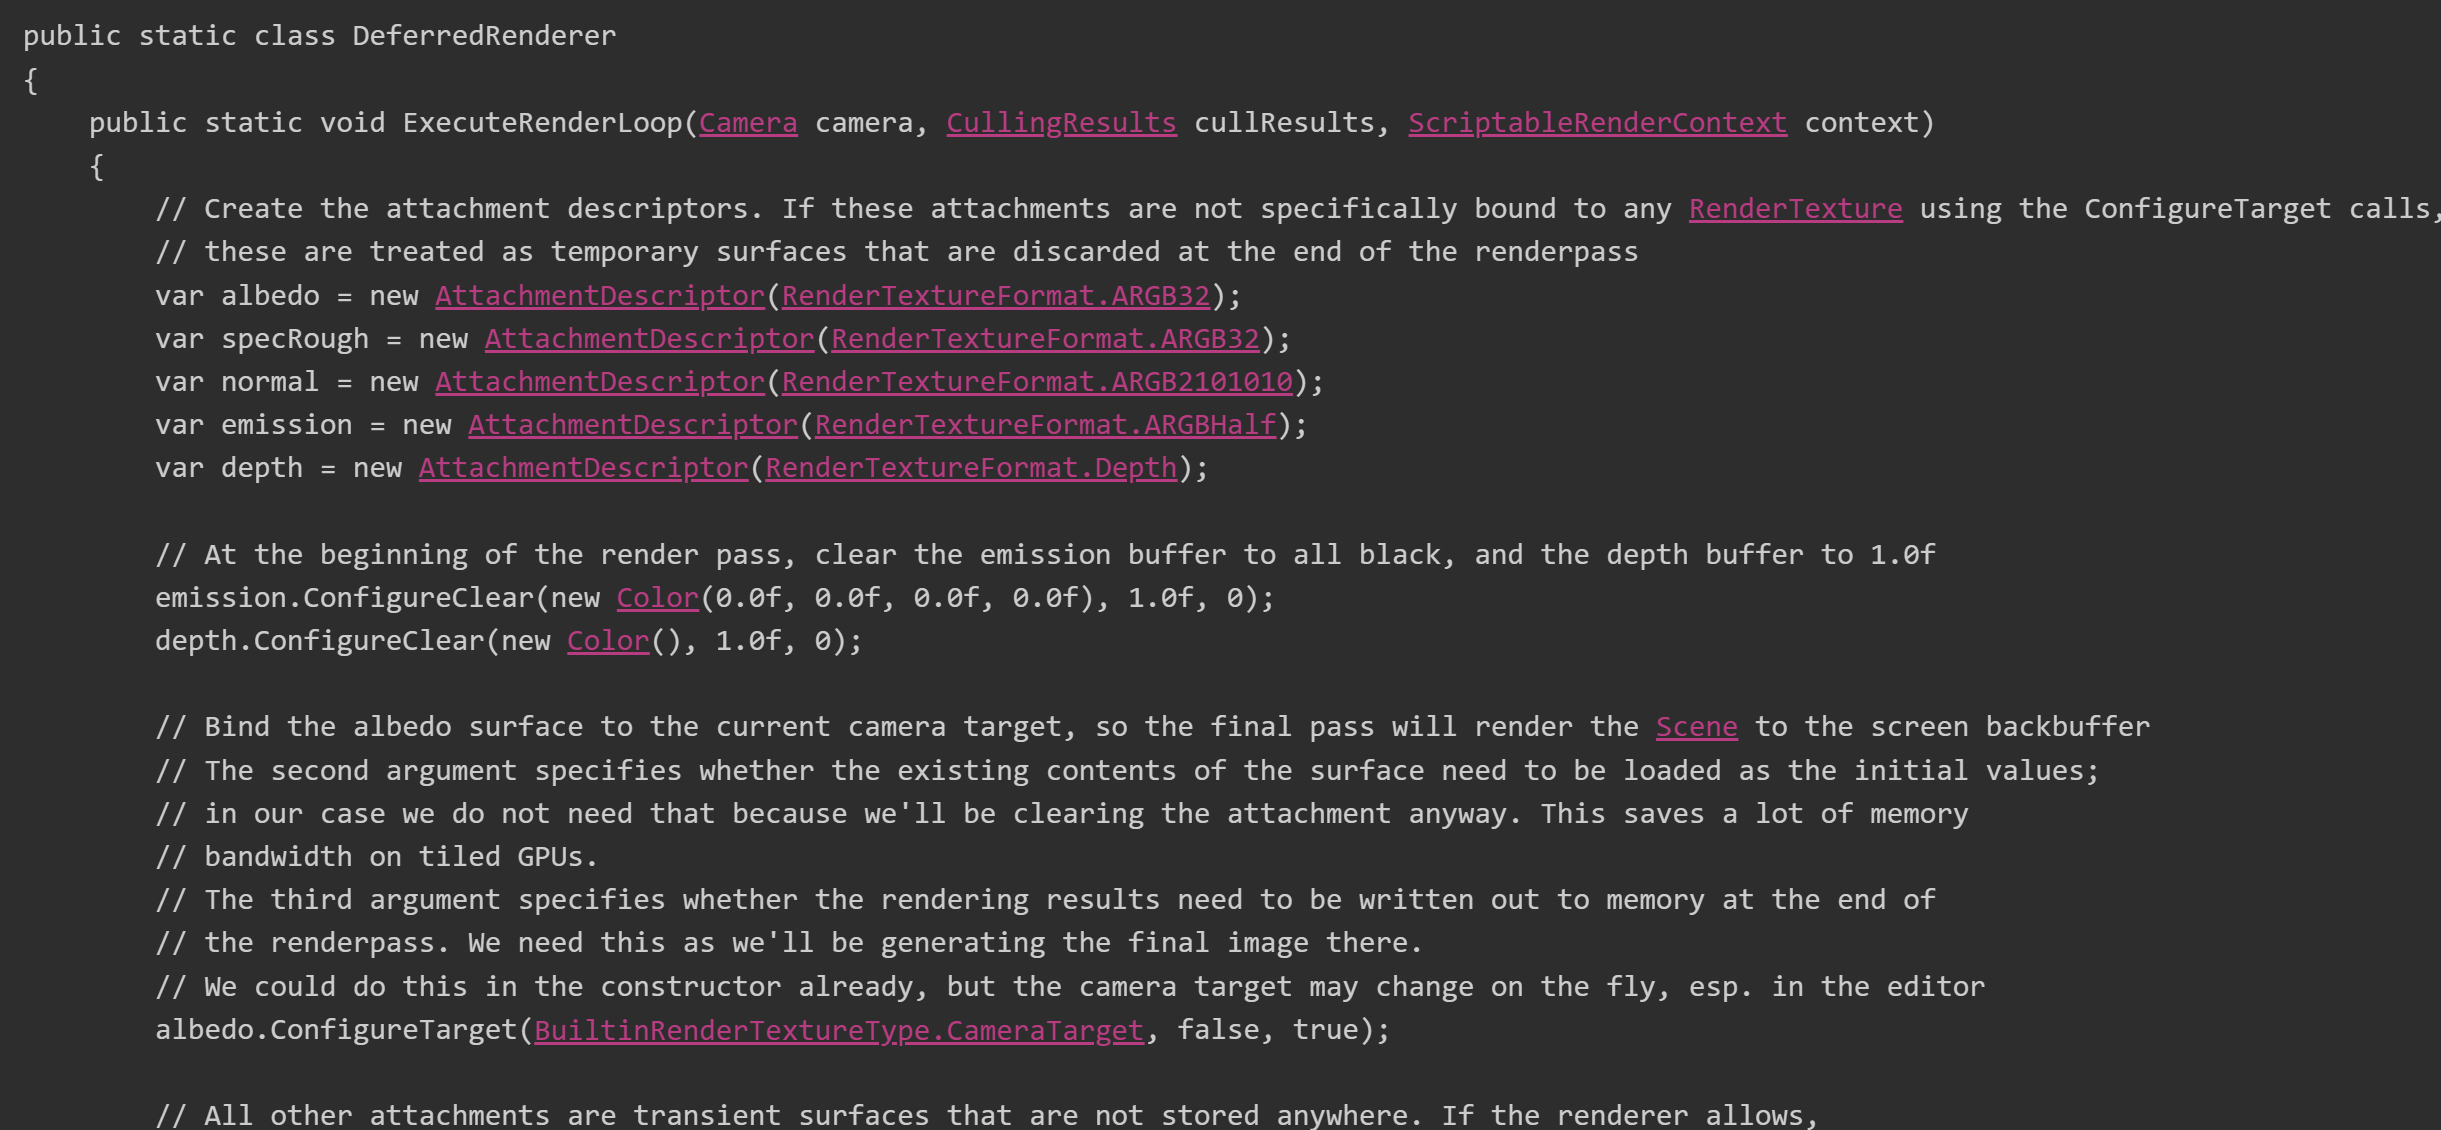 public static class DeferredRenderer
{
    public static void ExecuteRenderLoop(Camera camera, CullingResults cullResults, ScriptableRenderContext context)
    {
        // Create the attachment descriptors. If these attachments are not specifically bound to any RenderTexture using the ConfigureTarget calls,
        // these are treated as temporary surfaces that are discarded at the end of the renderpass
        var albedo = new AttachmentDescriptor(RenderTextureFormat.ARGB32);
        var specRough = new AttachmentDescriptor(RenderTextureFormat.ARGB32);
        var normal = new AttachmentDescriptor(RenderTextureFormat.ARGB2101010);
        var emission = new AttachmentDescriptor(RenderTextureFormat.ARGBHalf);
        var depth = new AttachmentDescriptor(RenderTextureFormat.Depth);

        // At the beginning of the render pass, clear the emission buffer to all black, and the depth buffer to 1.0f
        emission.ConfigureClear(new Color(0.0f, 0.0f, 0.0f, 0.0f), 1.0f, 0);
        depth.ConfigureClear(new Color(), 1.0f, 0);

        // Bind the albedo surface to the current camera target, so the final pass will render the Scene to the screen backbuffer
        // The second argument specifies whether the existing contents of the surface need to be loaded as the initial values;
        // in our case we do not need that because we'll be clearing the attachment anyway. This saves a lot of memory
        // bandwidth on tiled GPUs.
        // The third argument specifies whether the rendering results need to be written out to memory at the end of
        // the renderpass. We need this as we'll be generating the final image there.
        // We could do this in the constructor already, but the camera target may change on the fly, esp. in the editor
        albedo.ConfigureTarget(BuiltinRenderTextureType.CameraTarget, false, true);

        // All other attachments are transient surfaces that are not stored anywhere. If the renderer allows,